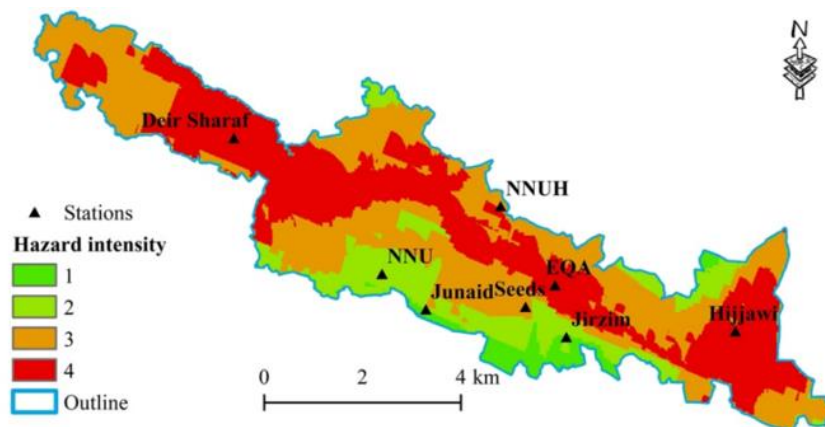 N
Deir Sharaf
NNUH
Stations
Hazard intensity
NNU
EQA
1
Junaid
Seeds
Hijjawi
2
Jirzim
3
4
0 2 4 km
Outline